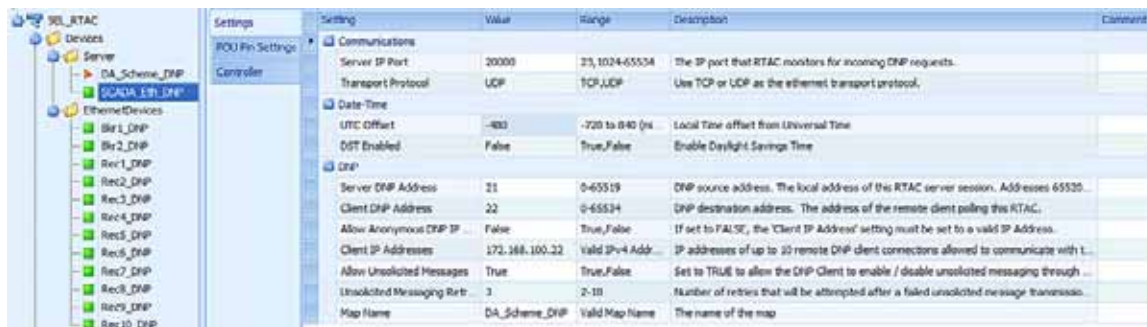 SEL_RTAC
Devices
Server
DA_Scheme_DNP
SCADA_Eth_DNP
EthernetDevices
Bkr1_DNP
Bkr2_DNP
Rec1_DNP
Rec2_DNP
Rec3_DNP
Rec4_DNP
Rec5_DNP
Rec6_DNP
Rec7_DNP
Rec8_DNP
Rec9_DNP
Rec10_DNP
Settings
POU Pin Settings
Controller
Setting Value Range Description Comment
Communications
Server IP Port 20000 23,1024-65534 The IP port that RTAC monitors for incoming DNP requests.
Transport Protocol UDP TCP,UDP Use TCP or UDP as the ethernet transport protocol.
Date-Time
UTC Offset -480 -720 to 840 (mi Local Time offset from Universal Time
DST Enabled False True,False Enable Daylight Savings Time
DNP
Server DNP Address 21 0-65519 DNP source address. The local address of this RTAC server session. Addresses 65520...
Client DNP Address 22 0-65534 DNP destination address. The address of the remote client polling this RTAC.
Allow Anonymous DNP IP ... False True,False If set to FALSE, the 'Client IP Address' setting must be set to a valid IP Address.
Client IP Addresses 172.168.100.22 Valid IPv4 Addr... IP addresses of up to 10 remote DNP client connections allowed to communicate with t...
Allow Unsolicited Messages True True,False Set to TRUE to allow the DNP Client to enable / disable unsolicited messaging through ...
Unsolicited Messaging Retr... 3 2-10 Number of retries that will be attempted after a failed unsolicited message transmissio...
Map Name DA_Scheme_DNP Valid Map Name The name of the map